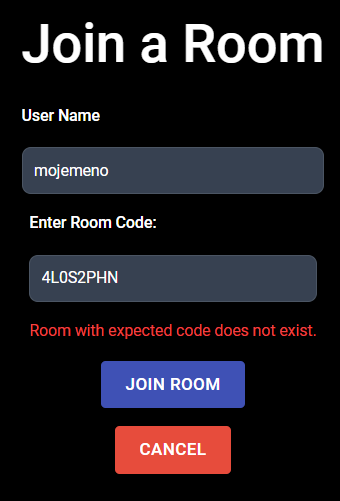 Join a Room
User Name
mojemeno
Enter Room Code:
4L0S2PHN
Room with expected code does not exist.
JOIN ROOM
CANCEL